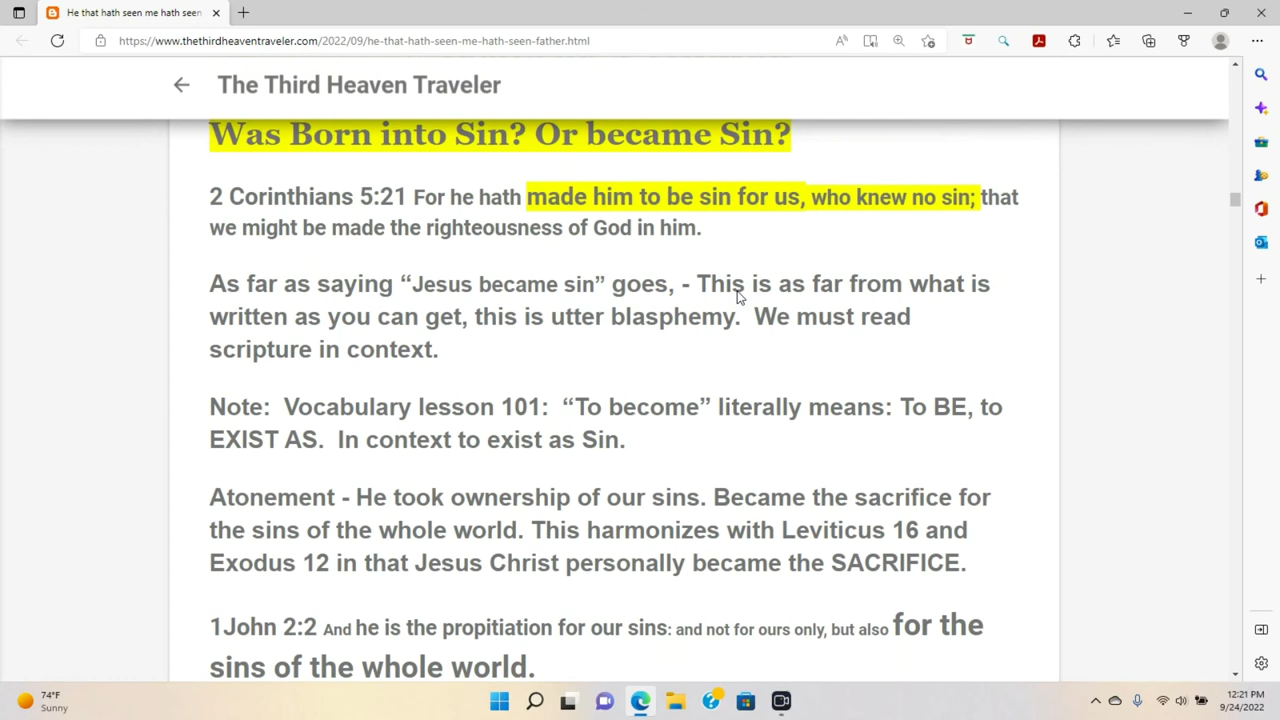 He that hath seen me hath seen
https://www.thethirdheaventraveler.com/2022/09/he-that-hath-seen-me-hath-seen-father.html
The Third Heaven Traveler
Was Born into Sin? Or became Sin?
2 Corinthians 5:21 For he hath made him to be sin for us, who knew no sin; that
we might be made the righteousness of God in him.
As far as saying “Jesus became sin” goes, - This is as far from what is
written as you can get, this is utter blasphemy.  We must read
scripture in context.
Note:  Vocabulary lesson 101:  “To become” literally means: To BE, to
EXIST AS.  In context to exist as Sin.
Atonement - He took ownership of our sins. Became the sacrifice for
the sins of the whole world. This harmonizes with Leviticus 16 and
Exodus 12 in that Jesus Christ personally became the SACRIFICE.
1John 2:2 And he is the propitiation for our sins: and not for ours only, but also for the
sins of the whole world.
74°F
Sunny
12:21 PM
9/24/2022